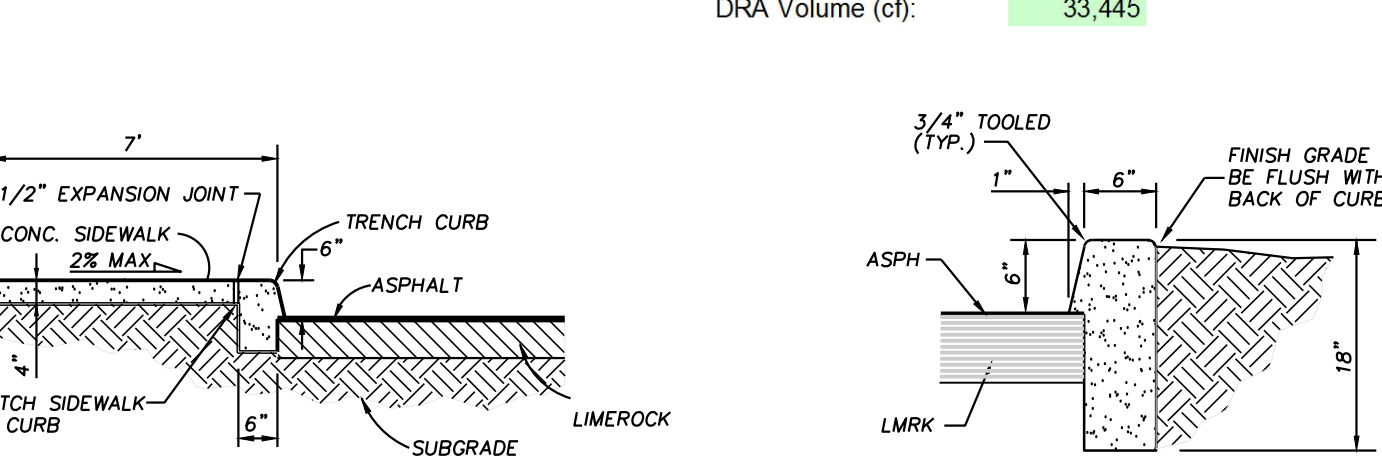 DRA Volume (cf): 33,445
7'
1/2" EXPANSION JOINT
CONC. SIDEWALK
2% MAX
TRENCH CURB
6"
ASPHALT
4"
TCH SIDEWALK
CURB
6"
LIMEROCK
SUBGRADE
3/4" TOOLED
(TYP.)
1"
6"
FINISH GRADE
BE FLUSH WITH
BACK OF CURB
ASPH
6"
18"
LMRK